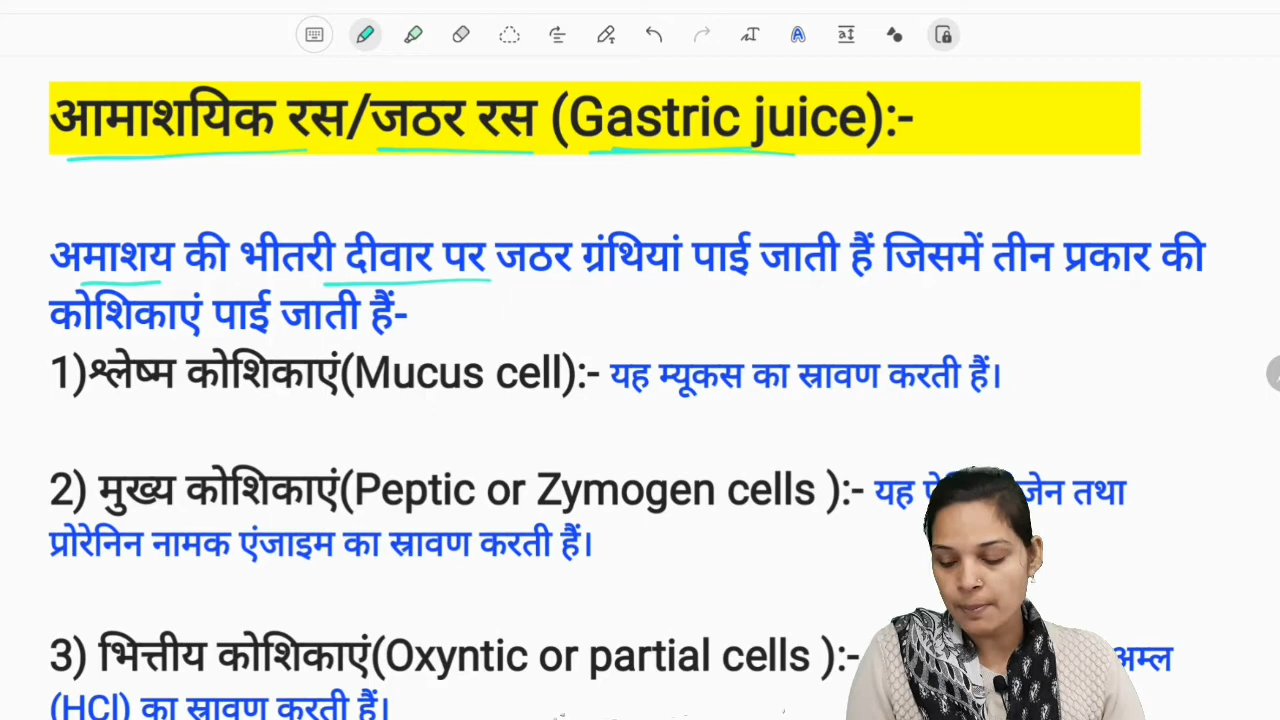 आमाशयिक रस/जठर रस (Gastric juice):-
अमाशय की भीतरी दीवार पर जठर ग्रंथियां पाई जाती हैं जिसमें तीन प्रकार की
कोशिकाएं पाई जाती हैं-
1)श्लेष्म कोशिकाएं(Mucus cell):- यह म्यूकस का स्रावण करती हैं।
2) मुख्य कोशिकाएं(Peptic or Zymogen cells ):- यह तथा
प्रोरेनिन नामक एंजाइम का स्रावण करती हैं।
3) भित्तीय कोशिकाएं(Oxyntic or partial cells ):- अम्ल
(HCl) का स्रावण करती हैं।